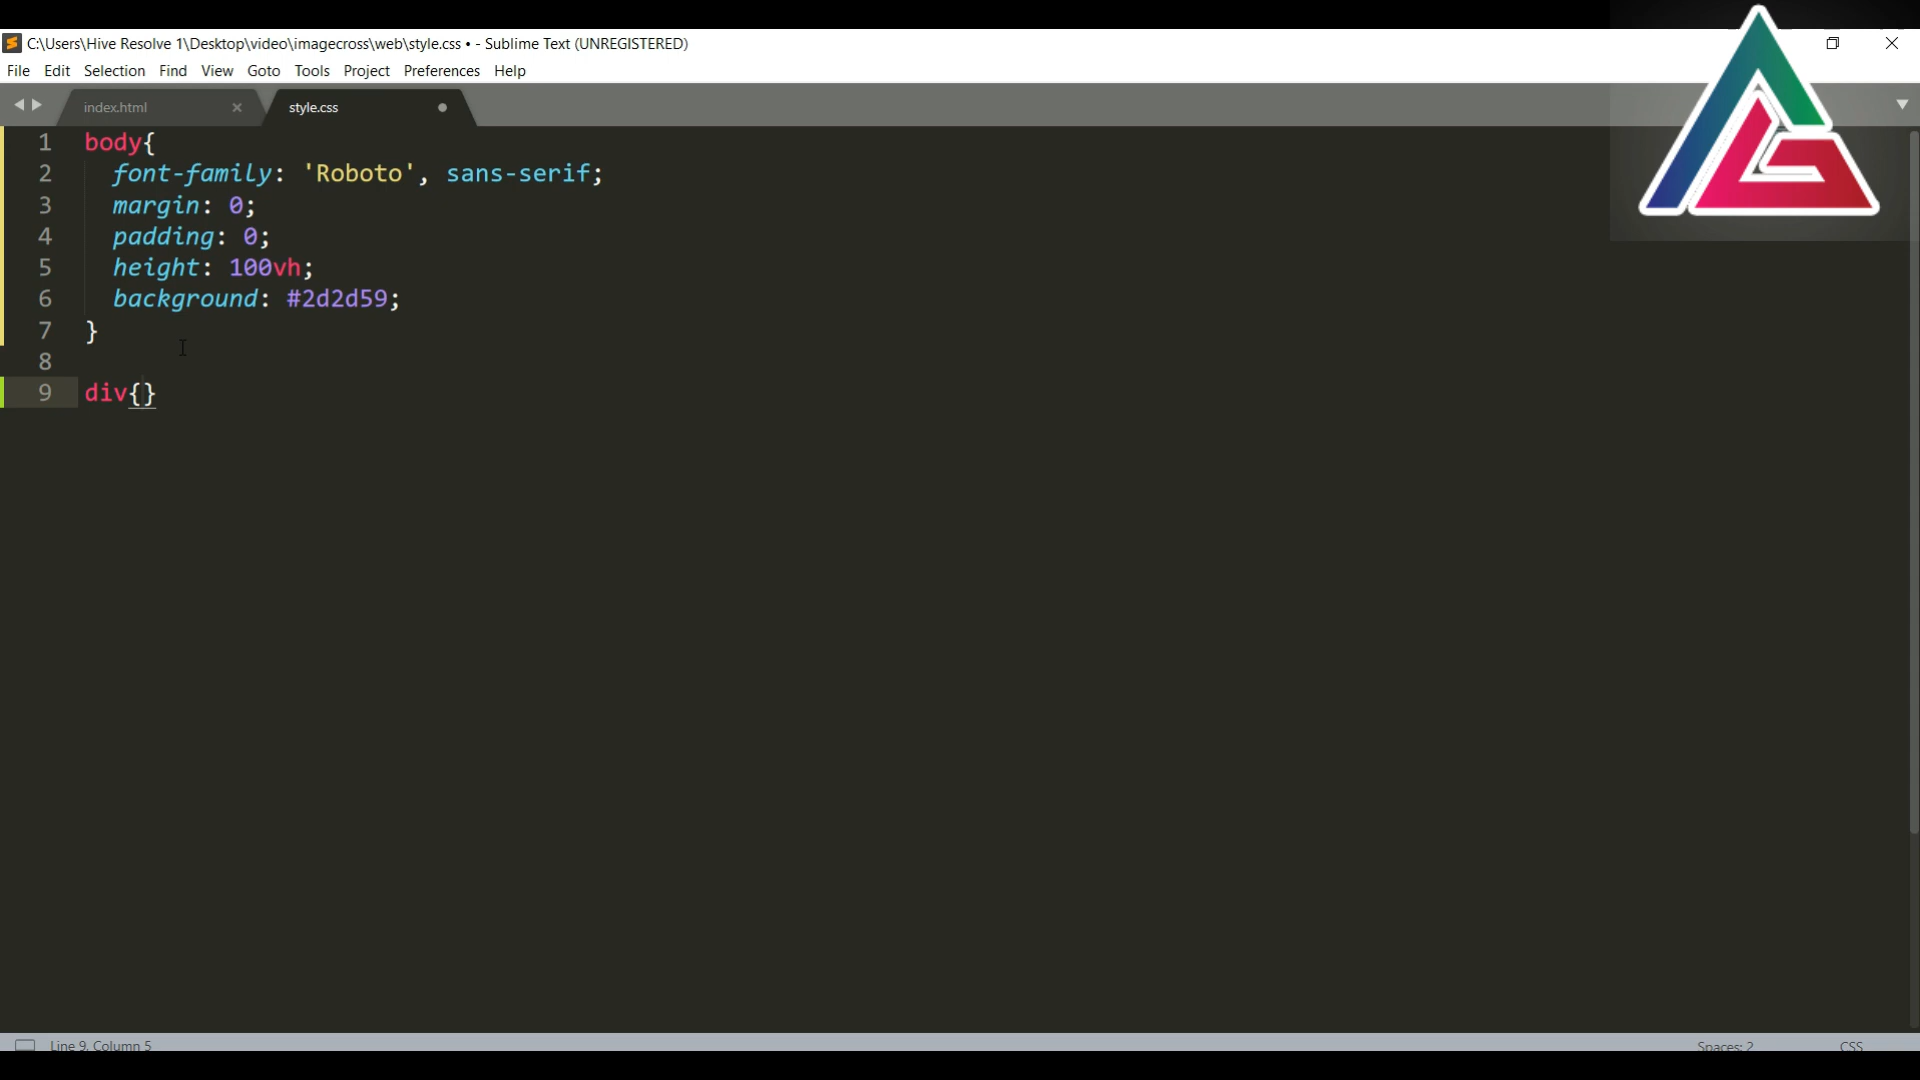 C:\Users\Hive Resolve 1\Desktop\video\imagecross\web\style.css • - Sublime Text (UNREGISTERED)
File Edit Selection Find View Goto Tools Project Preferences Help
index.html × style.css
1 body{
2 font-family: 'Roboto', sans-serif;
3 margin: 0;
4 padding: 0;
5 height: 100vh;
6 background: #2d2d59;
7 }
8
9 div{}
Line 9, Column 5 Spaces: 2 CSS